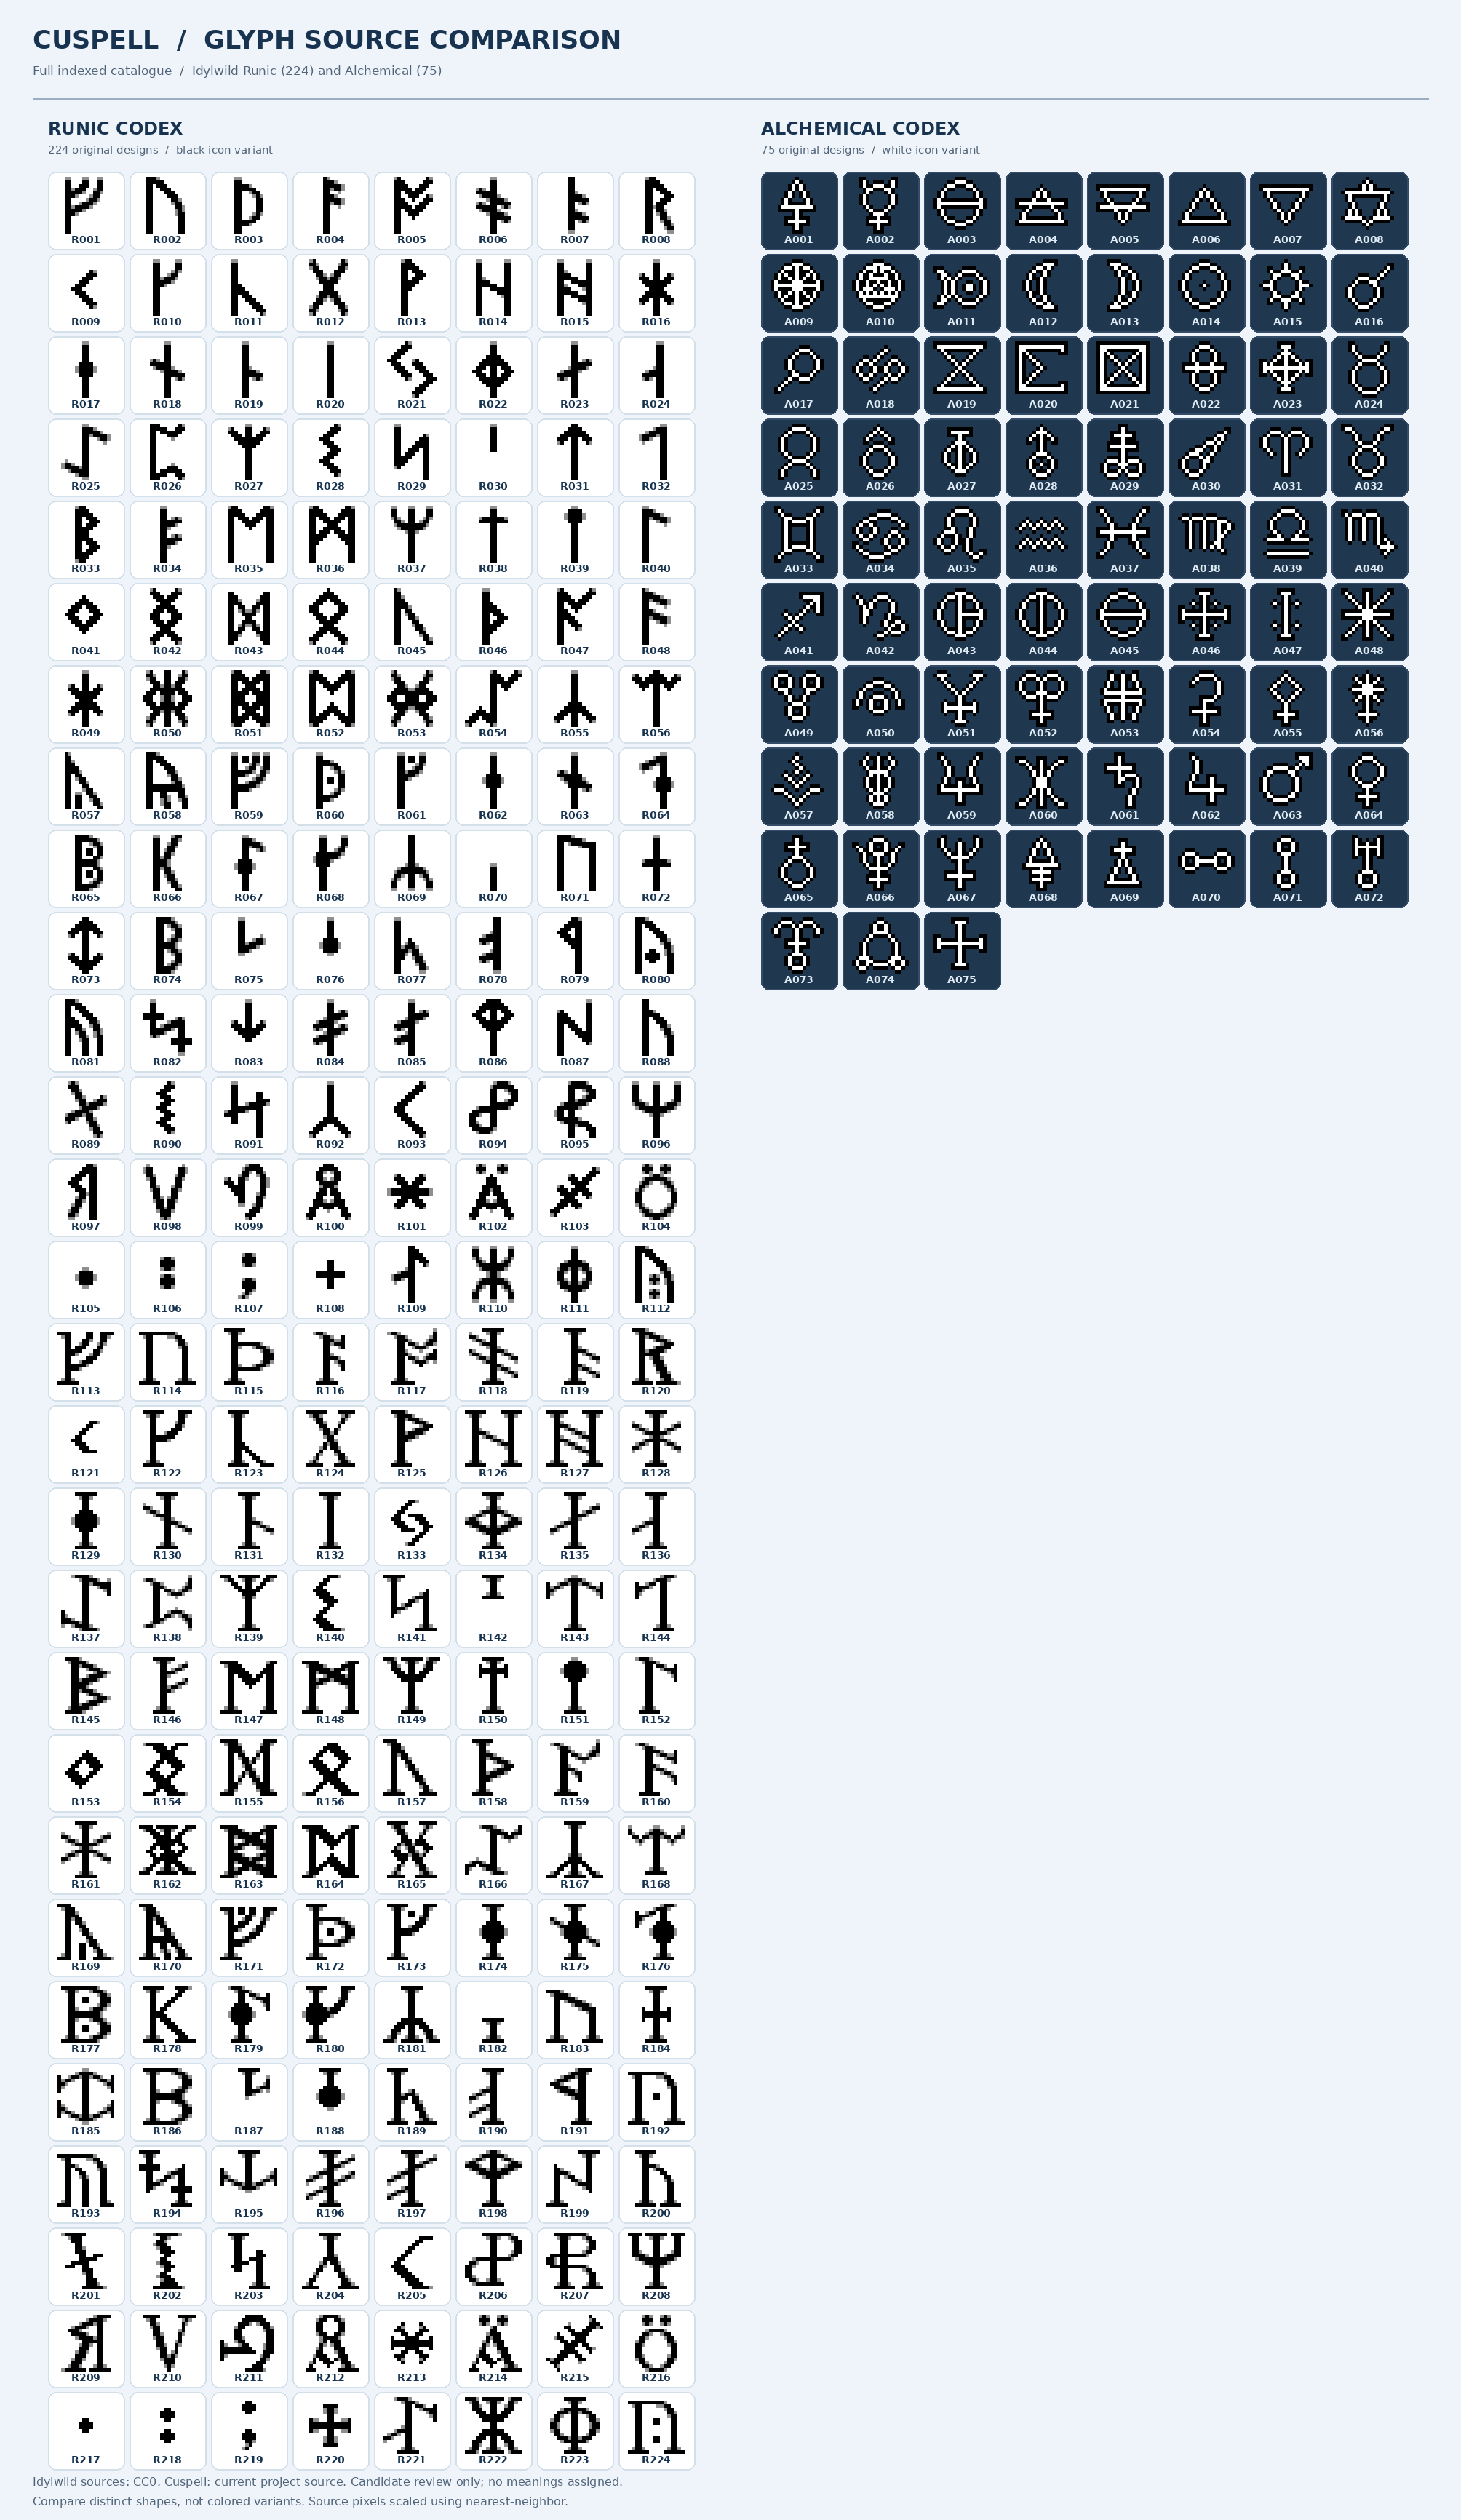 CUSPELL / GLYPH SOURCE COMPARISON
Full indexed catalogue / Idylwild Runic (224) and Alchemical (75)
RUNIC CODEX
224 original designs / black icon variant
R001 R002 R003 R004 R005 R006 R007 R008
R009 R010 R011 R012 R013 R014 R015 R016
R017 R018 R019 R020 R021 R022 R023 R024
R025 R026 R027 R028 R029 R030 R031 R032
R033 R034 R035 R036 R037 R038 R039 R040
R041 R042 R043 R044 R045 R046 R047 R048
R049 R050 R051 R052 R053 R054 R055 R056
R057 R058 R059 R060 R061 R062 R063 R064
R065 R066 R067 R068 R069 R070 R071 R072
R073 R074 R075 R076 R077 R078 R079 R080
R081 R082 R083 R084 R085 R086 R087 R088
R089 R090 R091 R092 R093 R094 R095 R096
R097 R098 R099 R100 R101 R102 R103 R104
R105 R106 R107 R108 R109 R110 R111 R112
R113 R114 R115 R116 R117 R118 R119 R120
R121 R122 R123 R124 R125 R126 R127 R128
R129 R130 R131 R132 R133 R134 R135 R136
R137 R138 R139 R140 R141 R142 R143 R144
R145 R146 R147 R148 R149 R150 R151 R152
R153 R154 R155 R156 R157 R158 R159 R160
R161 R162 R163 R164 R165 R166 R167 R168
R169 R170 R171 R172 R173 R174 R175 R176
R177 R178 R179 R180 R181 R182 R183 R184
R185 R186 R187 R188 R189 R190 R191 R192
R193 R194 R195 R196 R197 R198 R199 R200
R201 R202 R203 R204 R205 R206 R207 R208
R209 R210 R211 R212 R213 R214 R215 R216
R217 R218 R219 R220 R221 R222 R223 R224
ALCHEMICAL CODEX
75 original designs / white icon variant
A001 A002 A003 A004 A005 A006 A007 A008
A009 A010 A011 A012 A013 A014 A015 A016
A017 A018 A019 A020 A021 A022 A023 A024
A025 A026 A027 A028 A029 A030 A031 A032
A033 A034 A035 A036 A037 A038 A039 A040
A041 A042 A043 A044 A045 A046 A047 A048
A049 A050 A051 A052 A053 A054 A055 A056
A057 A058 A059 A060 A061 A062 A063 A064
A065 A066 A067 A068 A069 A070 A071 A072
A073 A074 A075
Idylwild sources: CC0. Cuspell: current project source. Candidate review only; no meanings assigned.
Compare distinct shapes, not colored variants. Source pixels scaled using nearest-neighbor.